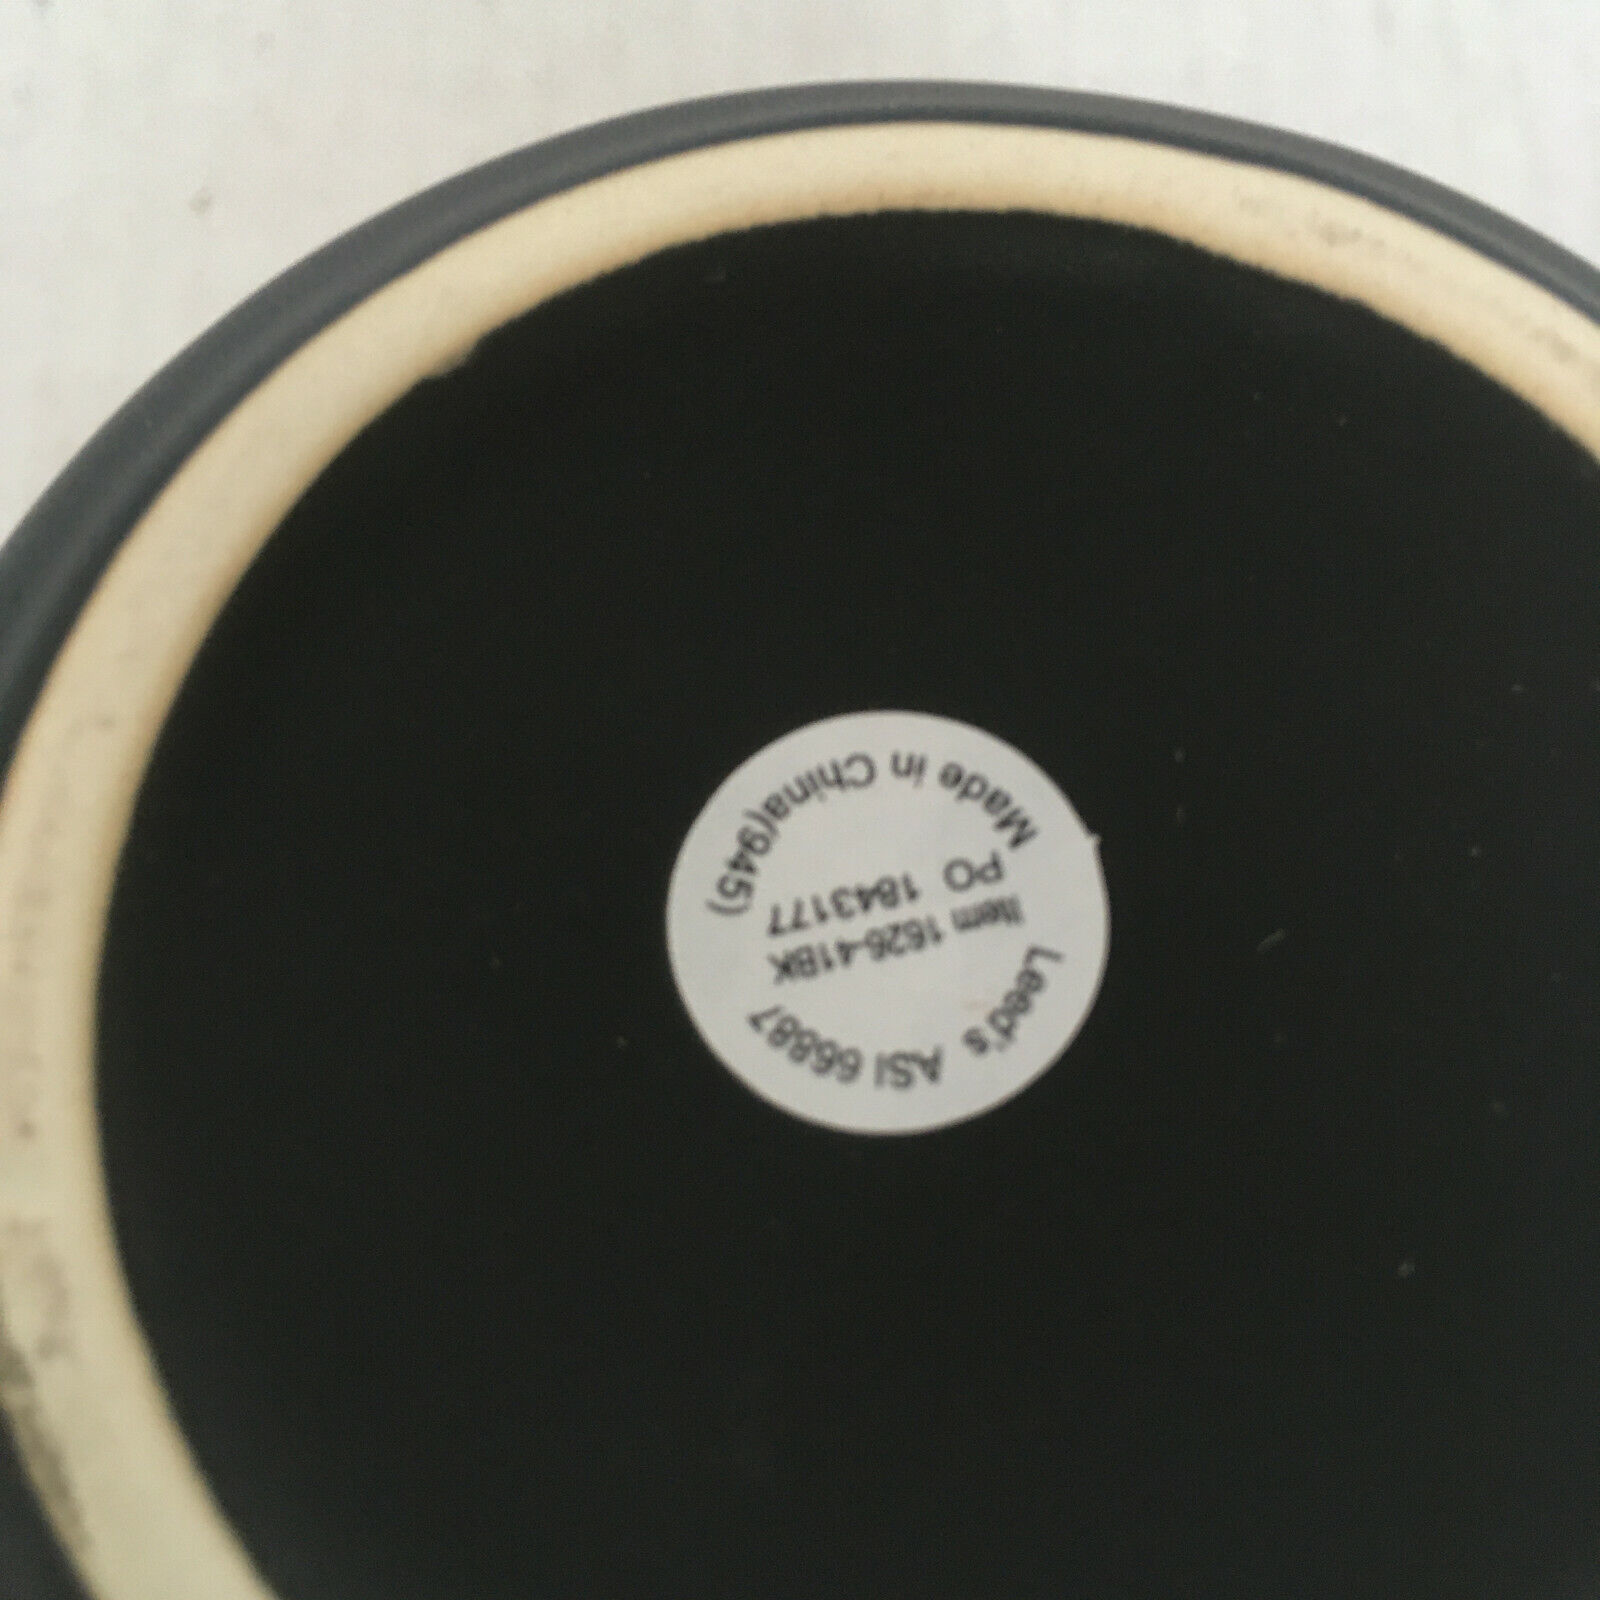 Leed's ASI 66887
Item 1626-41BK
PO 1843177
Made in China(945)